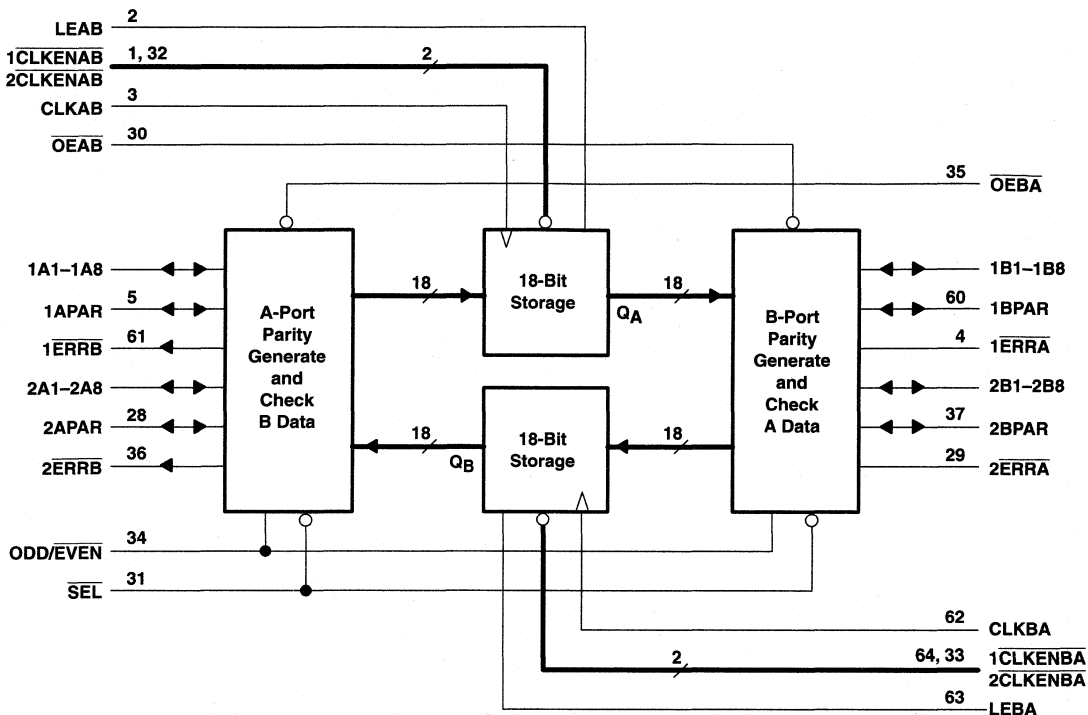 LEAB 2
1CLKENAB 1, 32 2
2CLKENAB
CLKAB 3
OEAB 30
35 OEBA
1A1–1A8
1APAR 5
1ERRB 61
2A1–2A8
2APAR 28
2ERRB 36
A-Port
Parity
Generate
and
Check
B Data
18
18-Bit
Storage
18
QA
18
QB
18-Bit
Storage
18
B-Port
Parity
Generate
and
Check
A Data
1B1–1B8
60 1BPAR
4 1ERRA
2B1–2B8
37 2BPAR
29 2ERRA
ODD/EVEN 34
SEL 31
62 CLKBA
2 64, 33 1CLKENBA
2CLKENBA
63 LEBA